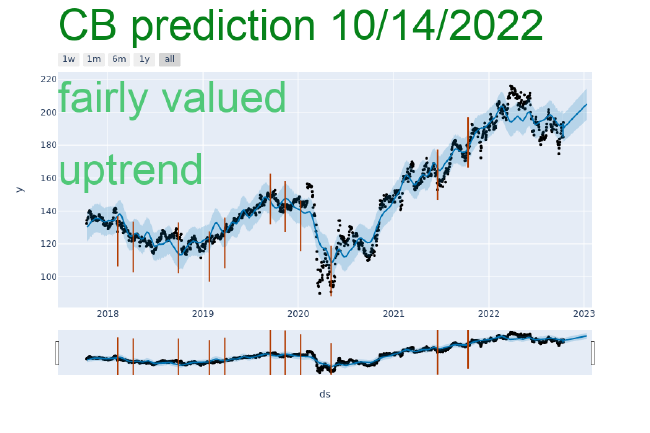 CB prediction 10/14/2022
1w 1m 6m 1y all
fairly valued
uptrend
y
220
200
180
160
140
120
100
2018 2019 2020 2021 2022 2023
ds